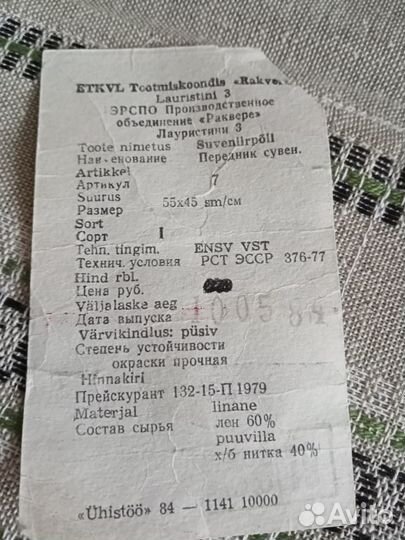 ETKVL Tootmiskoondis «Rakve
Lauristini 3
ЭРСПО Производственное
объединение «Раквере»
Лауристини 3
Toote nimetus Suveniirpõll
Наименование Передник сувен.
Artikkel
Артикул 7
Suurus
Размер 55x45 sm/см
Sort
Сорт I
Tehn. tingim. ENSV VST
Технич. условия РСТ ЭССР 376-77
Hind rbl.
Цена руб.
Väljalaske aeg
Дата выпуска 100584
Värvikindlus: püsiv
Степень устойчивости
окраски прочная
Hinnakiri
Прейскурант 132-15-П 1979
Materjal linane
Состав сырья лен 60%
puuvilla
х/б нитка 40%
«Ühistöö» 84 — 1141 10000
Avito